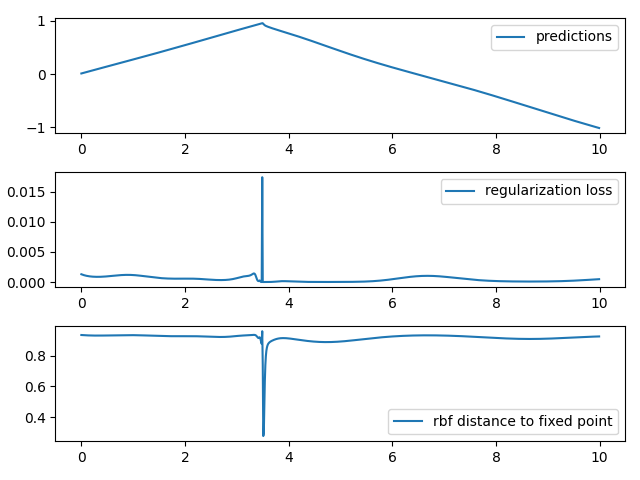 1
0
−1
predictions
0 2 4 6 8 10
0.015
0.010
0.005
0.000
regularization loss
0 2 4 6 8 10
0.8
0.6
0.4
rbf distance to fixed point
0 2 4 6 8 10